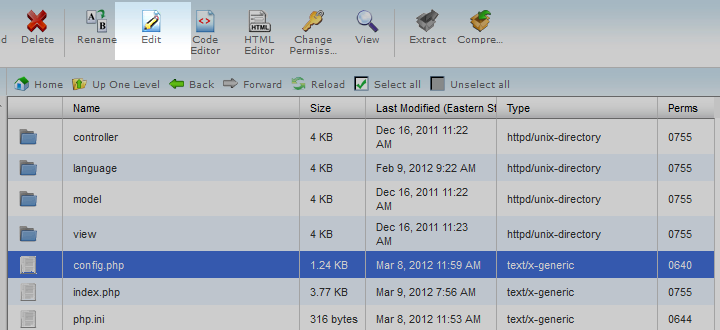 d Delete Rename Edit Code Editor HTML Editor Change Permiss... View Extract Compre...
Home Up One Level Back Forward Reload Select all Unselect all
Name Size Last Modified (Eastern St Type Perms
controller 4 KB Dec 16, 2011 11:22 AM httpd/unix-directory 0755
language 4 KB Feb 9, 2012 9:22 AM httpd/unix-directory 0755
model 4 KB Dec 16, 2011 11:22 AM httpd/unix-directory 0755
view 4 KB Dec 16, 2011 11:23 AM httpd/unix-directory 0755
config.php 1.24 KB Mar 8, 2012 11:59 AM text/x-generic 0640
index.php 3.77 KB Mar 9, 2012 7:56 AM text/x-generic 0755
php.ini 316 bytes Mar 8, 2012 11:53 AM text/x-generic 0644